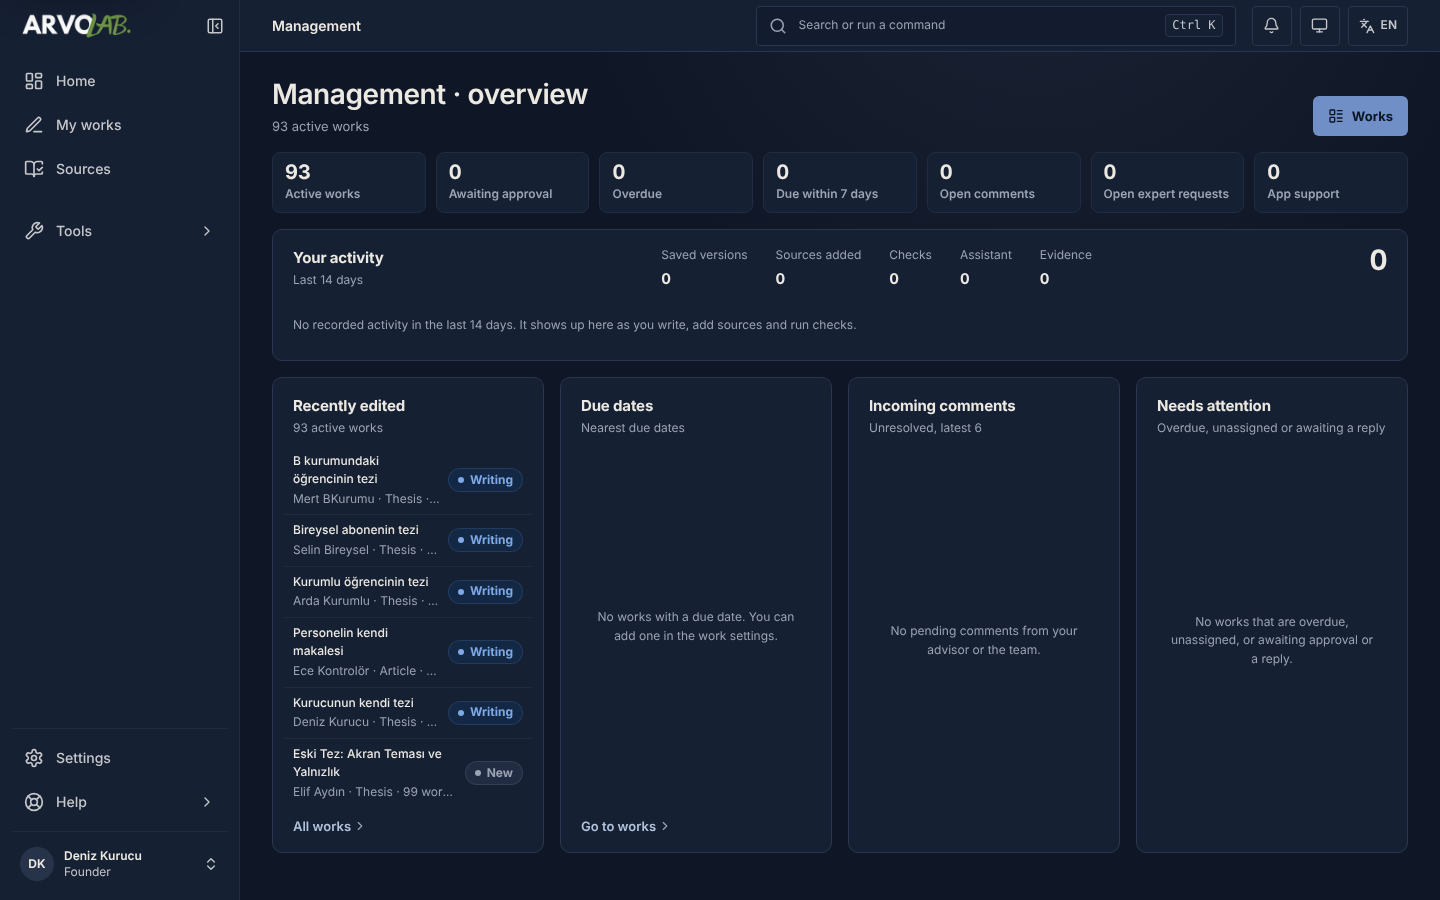 ARVOLAB.
Management
Search or run a command
Ctrl K
EN
Home
My works
Sources
Tools
Management · overview
93 active works
Works
93
Active works
0
Awaiting approval
0
Overdue
0
Due within 7 days
0
Open comments
0
Open expert requests
0
App support
Your activity
Last 14 days
Saved versions
0
Sources added
0
Checks
0
Assistant
0
Evidence
0
0
No recorded activity in the last 14 days. It shows up here as you write, add sources and run checks.
Recently edited
93 active works
B kurumundaki
öğrencinin tezi
Mert BKurumu · Thesis ·...
Writing
Bireysel abonenin tezi
Selin Bireysel · Thesis · ...
Writing
Kurumlu öğrencinin tezi
Arda Kurumlu · Thesis · ...
Writing
Personelin kendi
makalesi
Ece Kontrolör · Article · ...
Writing
Kurucunun kendi tezi
Deniz Kurucu · Thesis · ...
Writing
Eski Tez: Akran Teması ve
Yalnızlık
Elif Aydın · Thesis · 99 wor...
New
All works
Due dates
Nearest due dates
No works with a due date. You can
add one in the work settings.
Go to works
Incoming comments
Unresolved, latest 6
No pending comments from your
advisor or the team.
Needs attention
Overdue, unassigned or awaiting a reply
No works that are overdue,
unassigned, or awaiting approval or
a reply.
Settings
Help
DK
Deniz Kurucu
Founder